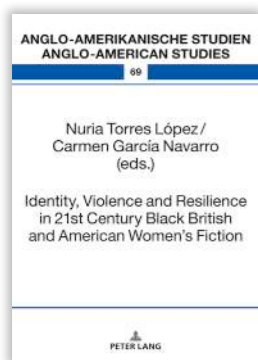 ANGLO-AMERIKANISCHE STUDIEN
ANGLO-AMERICAN STUDIES
69
Nuria Torres López /
Carmen García Navarro
(eds.)
Identity, Violence and Resilience
in 21st Century Black British
and American Women's Fiction
PETER LANG